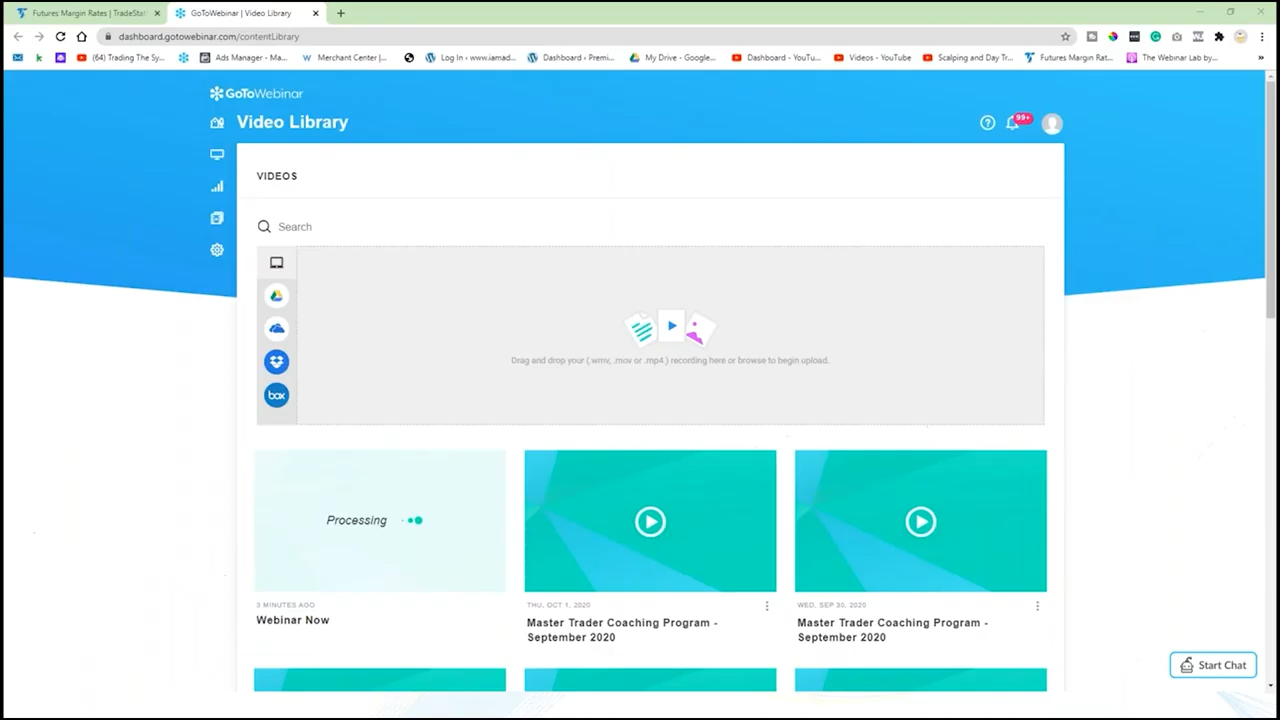 Futures Margin Rates | TradeStat
GoToWebinar | Video Library
dashboard.gotowebinar.com/contentLibrary
(64) Trading The Sy...
Ads Manager - Ma...
Merchant Center |...
Log In ‹ www.iamad...
Dashboard ‹ Premi...
My Drive - Google...
Dashboard - YouTu...
Videos - YouTube
Scalping and Day Tr...
Futures Margin Rat...
The Webinar Lab by...
GoToWebinar
Video Library
99+
VIDEOS
Search
box
Drag and drop your (.wmv, .mov or .mp4.) recording here or browse to begin upload.
Processing
3 MINUTES AGO
Webinar Now
THU, OCT 1, 2020
Master Trader Coaching Program -
September 2020
WED, SEP 30, 2020
Master Trader Coaching Program -
September 2020
Start Chat